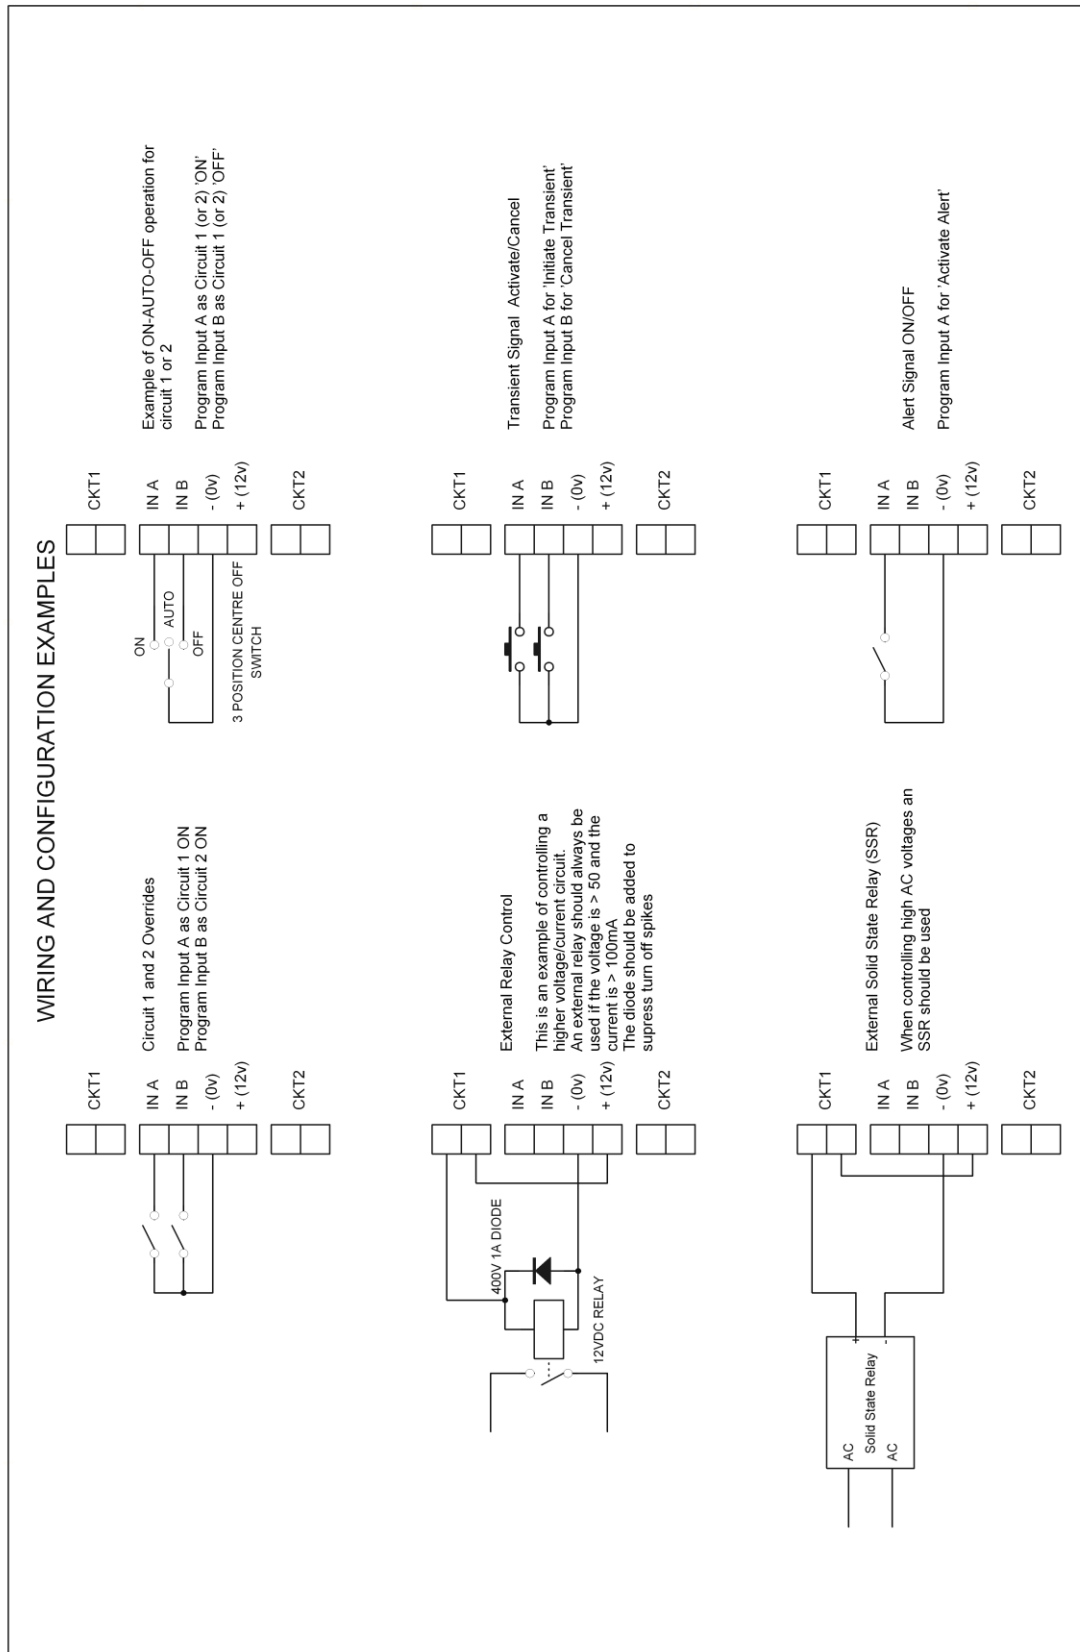 WIRING AND CONFIGURATION EXAMPLES
CKT1
IN A
IN B
- (0v)
+ (12v)
CKT2
Circuit 1 and 2 Overrides
Program Input A as Circuit 1 ON
Program Input B as Circuit 2 ON
ON
AUTO
OFF
3 POSITION CENTRE OFF
SWITCH
CKT1
IN A
IN B
- (0v)
+ (12v)
CKT2
Example of ON-AUTO-OFF operation for
circuit 1 or 2
Program Input A as Circuit 1 (or 2) 'ON'
Program Input B as Circuit 1 (or 2) 'OFF'
400V 1A DIODE
12VDC RELAY
CKT1
IN A
IN B
- (0v)
+ (12v)
CKT2
External Relay Control
This is an example of controlling a
higher voltage/current circuit.
An external relay should always be
used if the voltage is > 50 and the
current is > 100mA
The diode should be added to
supress turn off spikes
CKT1
IN A
IN B
- (0v)
+ (12v)
CKT2
Transient Signal Activate/Cancel
Program Input A for 'Initiate Transient'
Program Input B for 'Cancel Transient'
AC
AC
Solid State Relay
+
-
CKT1
IN A
IN B
- (0v)
+ (12v)
CKT2
External Solid State Relay (SSR)
When controlling high AC voltages an
SSR should be used
CKT1
IN A
IN B
- (0v)
+ (12v)
CKT2
Alert Signal ON/OFF
Program Input A for 'Activate Alert'